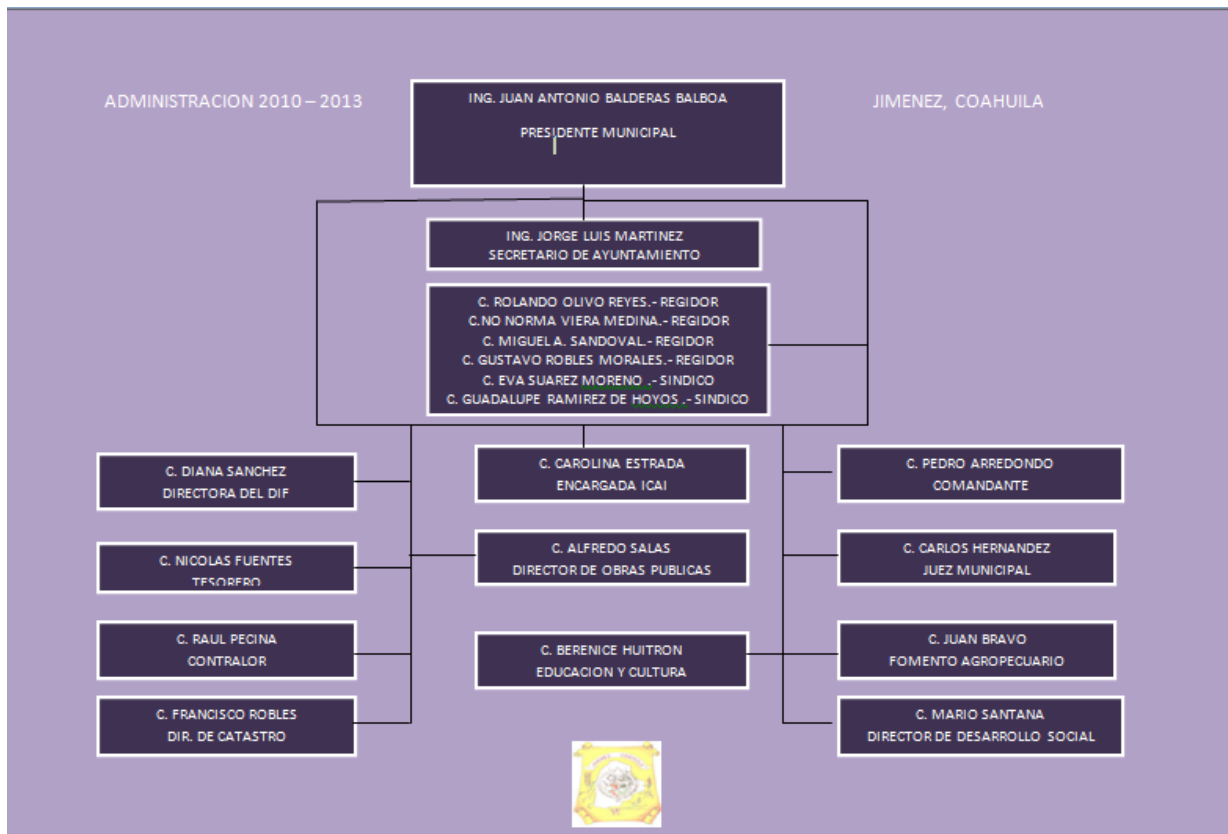 ADMINISTRACION 2010 – 2013
ING. JUAN ANTONIO BALDERAS BALBOA
PRESIDENTE MUNICIPAL
JIMENEZ, COAHUILA
ING. JORGE LUIS MARTINEZ
SECRETARIO DE AYUNTAMIENTO
C. ROLANDO OLIVO REYES.- REGIDOR
C.NO NORMA VIERA MEDINA.- REGIDOR
C. MIGUEL A. SANDOVAL.- REGIDOR
C. GUSTAVO ROBLES MORALES.- REGIDOR
C. EVA SUAREZ MORENO .- SINDICO
C. GUADALUPE RAMIREZ DE HOYOS .- SINDICO
C. DIANA SANCHEZ
DIRECTORA DEL DIF
C. CAROLINA ESTRADA
ENCARGADA ICAI
C. PEDRO ARREDONDO
COMANDANTE
C. NICOLAS FUENTES
TESORERO
C. ALFREDO SALAS
DIRECTOR DE OBRAS PUBLICAS
C. CARLOS HERNANDEZ
JUEZ MUNICIPAL
C. RAUL PECINA
CONTRALOR
C. BERENICE HUITRON
EDUCACION Y CULTURA
C. JUAN BRAVO
FOMENTO AGROPECUARIO
C. FRANCISCO ROBLES
DIR. DE CATASTRO
C. MARIO SANTANA
DIRECTOR DE DESARROLLO SOCIAL